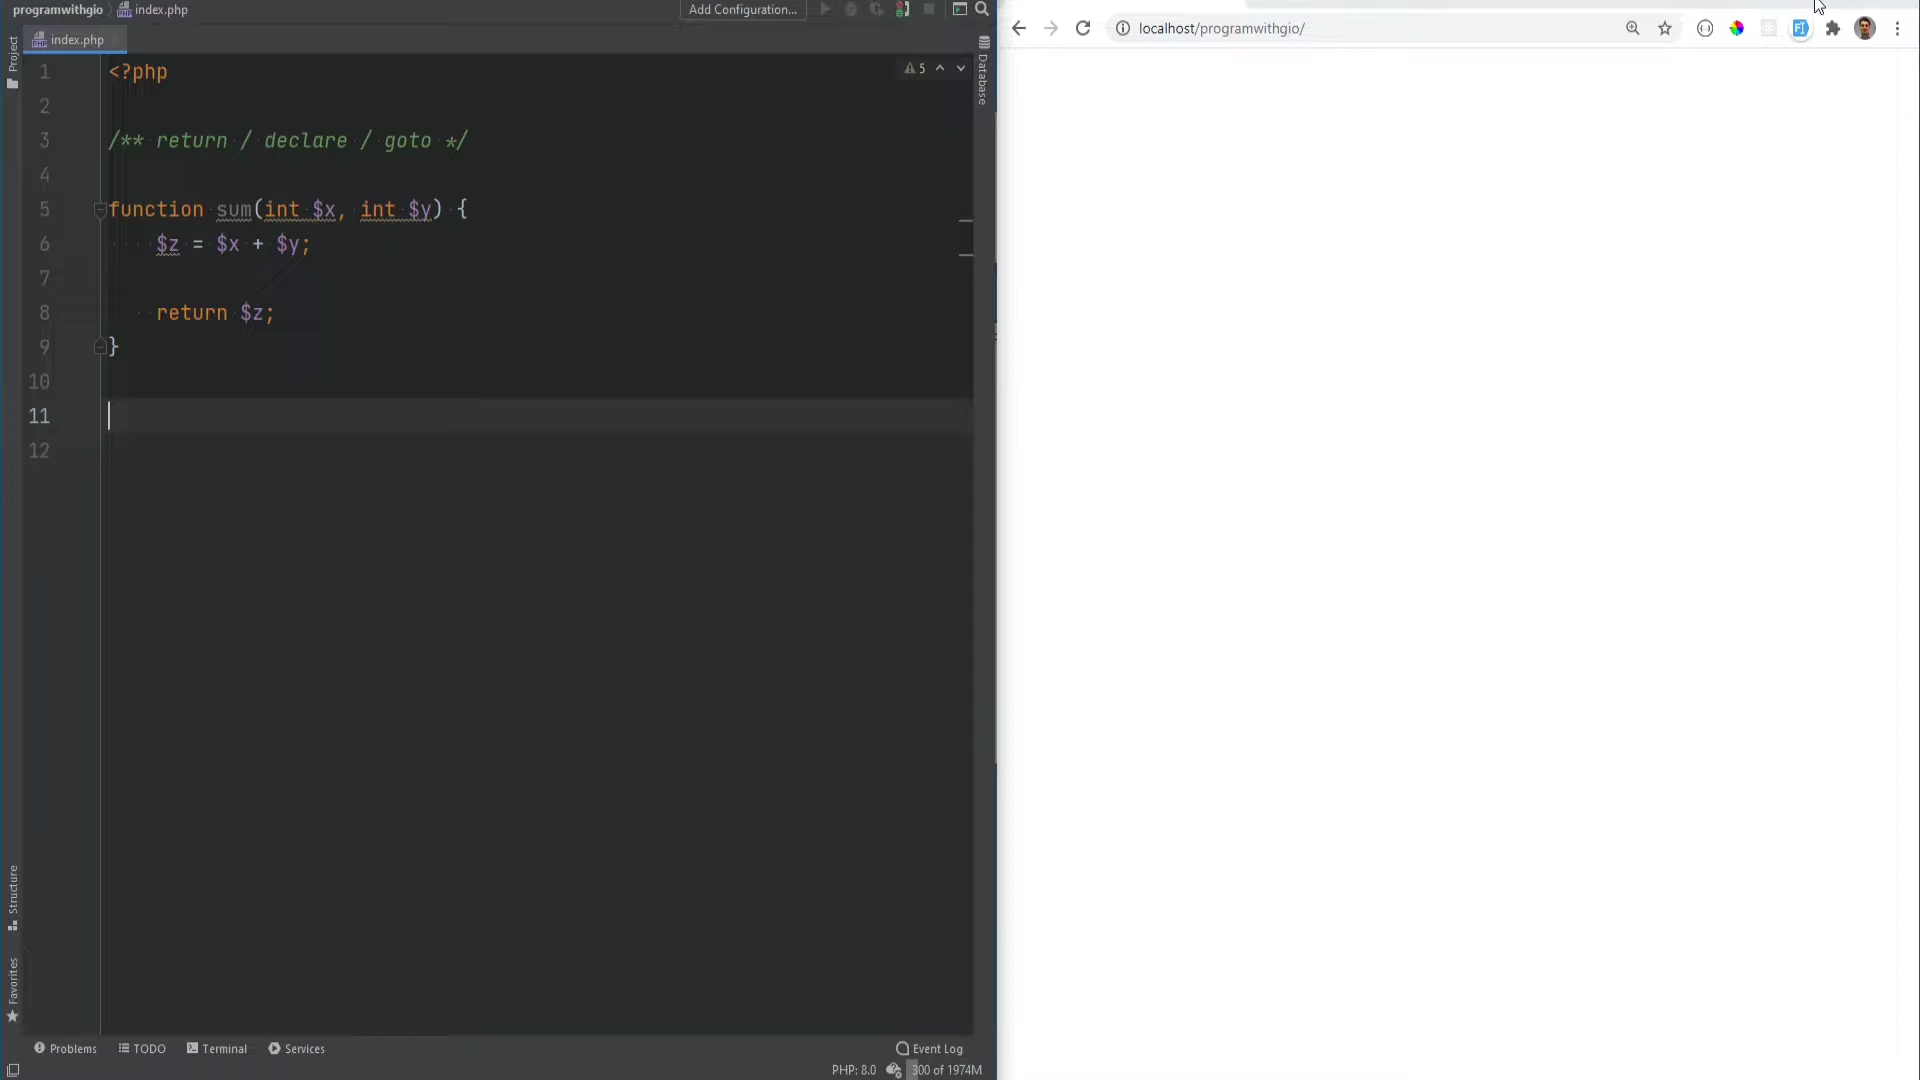 programwithgio index.php Add Configuration...
index.php
localhost/programwithgio/
Project
Database
5
1 <?php
2
3 /** return / declare / goto */
4
5 function sum(int $x, int $y) {
6 $z = $x + $y;
7
8 return $z;
9 }
10
11
12
Structure
Favorites
Problems TODO Terminal Services Event Log
PHP: 8.0 300 of 1974M